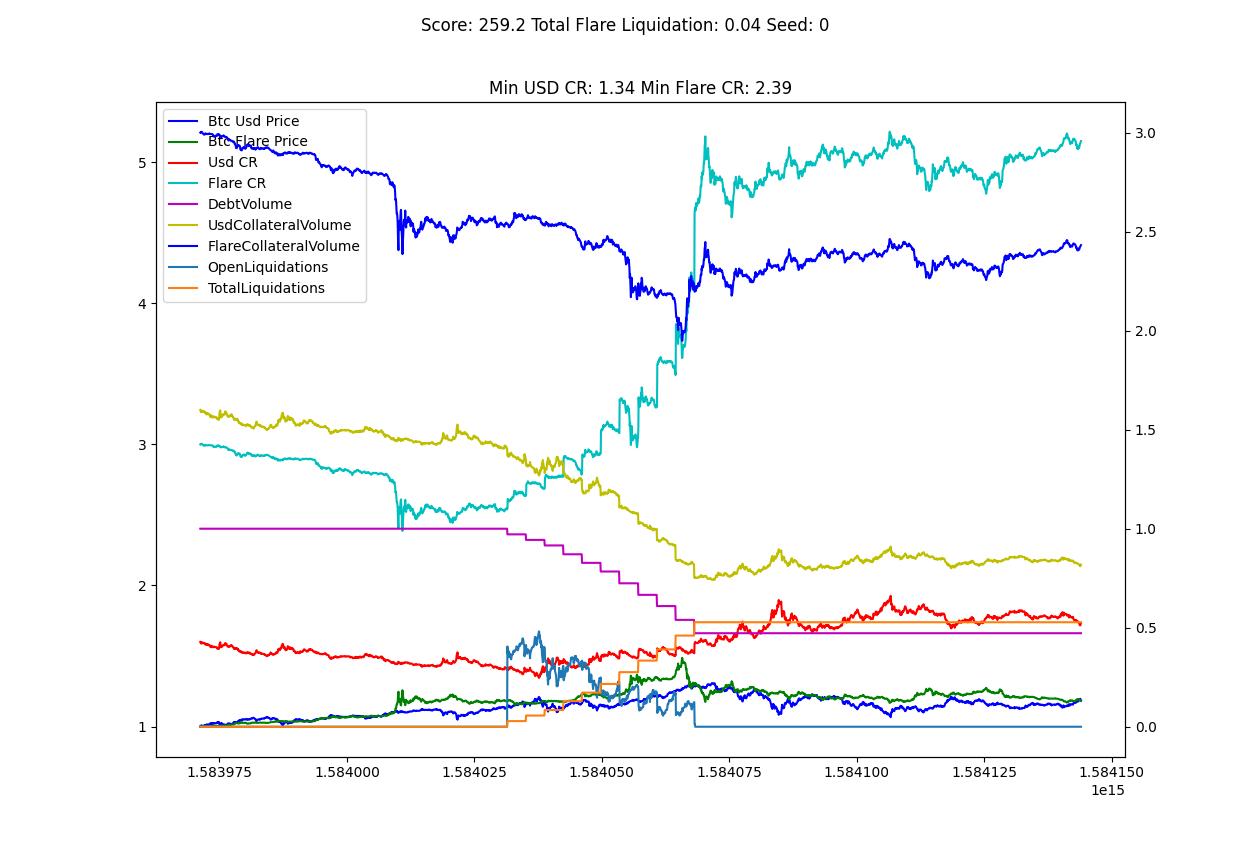 Score: 259.2 Total Flare Liquidation: 0.04 Seed: 0
Min USD CR: 1.34 Min Flare CR: 2.39
Btc Usd Price
Btc Flare Price
Usd CR
Flare CR
DebtVolume
UsdCollateralVolume
FlareCollateralVolume
OpenLiquidations
TotalLiquidations
5
4
3
2
1
3.0
2.5
2.0
1.5
1.0
0.5
0.0
1.583975 1.584000 1.584025 1.584050 1.584075 1.584100 1.584125 1.584150
1e15